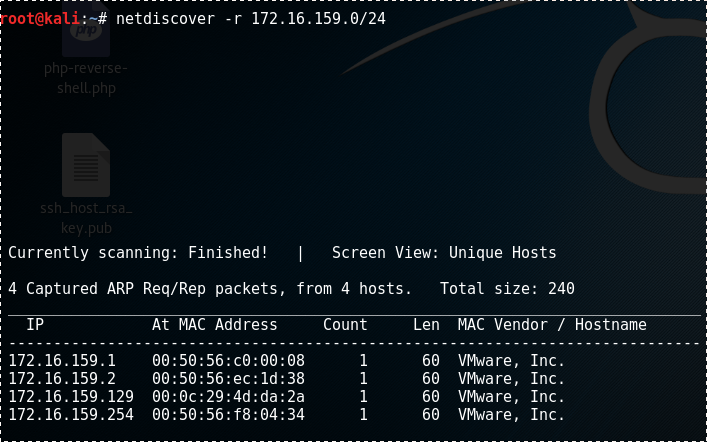 root@kali:~# netdiscover -r 172.16.159.0/24
php
php-reverse-
shell.php
ssh_host_rsa_
key.pub
Currently scanning: Finished!   |   Screen View: Unique Hosts
4 Captured ARP Req/Rep packets, from 4 hosts.   Total size: 240
_____________________________________________________________________________
  IP            At MAC Address     Count     Len  MAC Vendor / Hostname
-----------------------------------------------------------------------------
172.16.159.1    00:50:56:c0:00:08      1      60  VMware, Inc.
172.16.159.2    00:50:56:ec:1d:38      1      60  VMware, Inc.
172.16.159.129  00:0c:29:4d:da:2a      1      60  VMware, Inc.
172.16.159.254  00:50:56:f8:04:34      1      60  VMware, Inc.